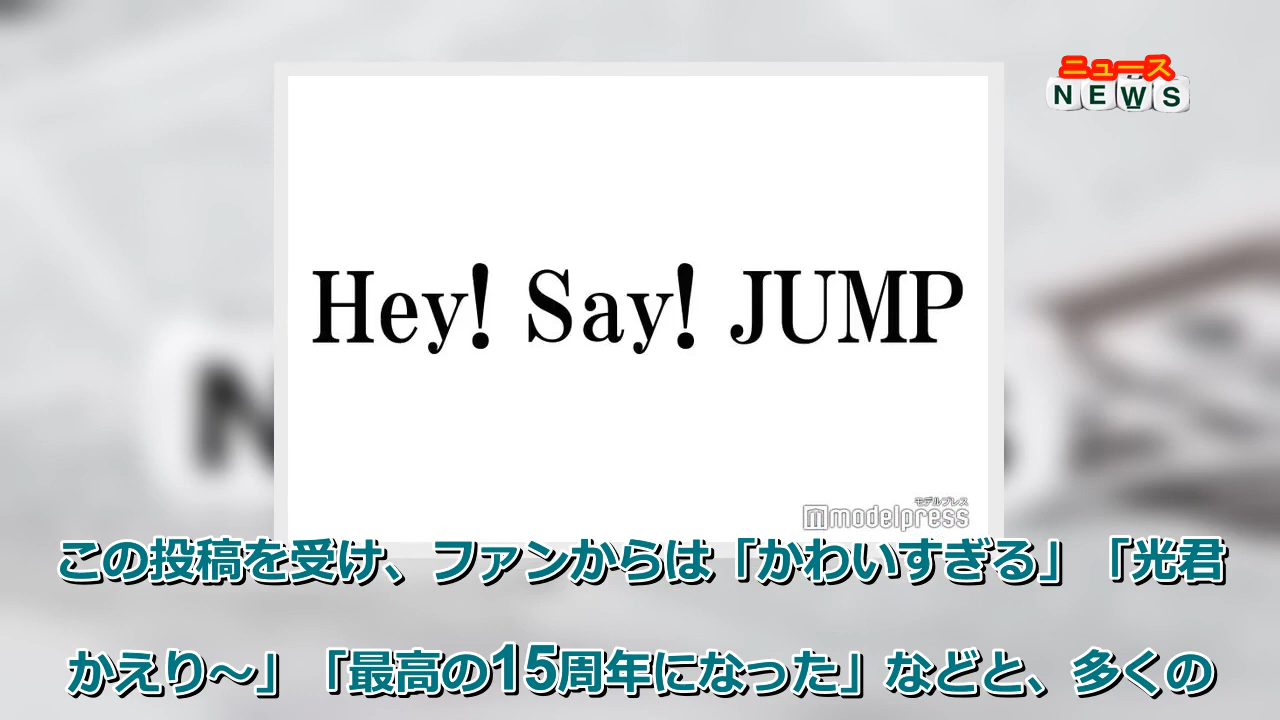 ニュース
NEWS
Hey! Say! JUMP
モデルプレス
modelpress
この投稿を受け、ファンからは「かわいすぎる」「光君
かえり〜」「最高の15周年になった」などと、多くの